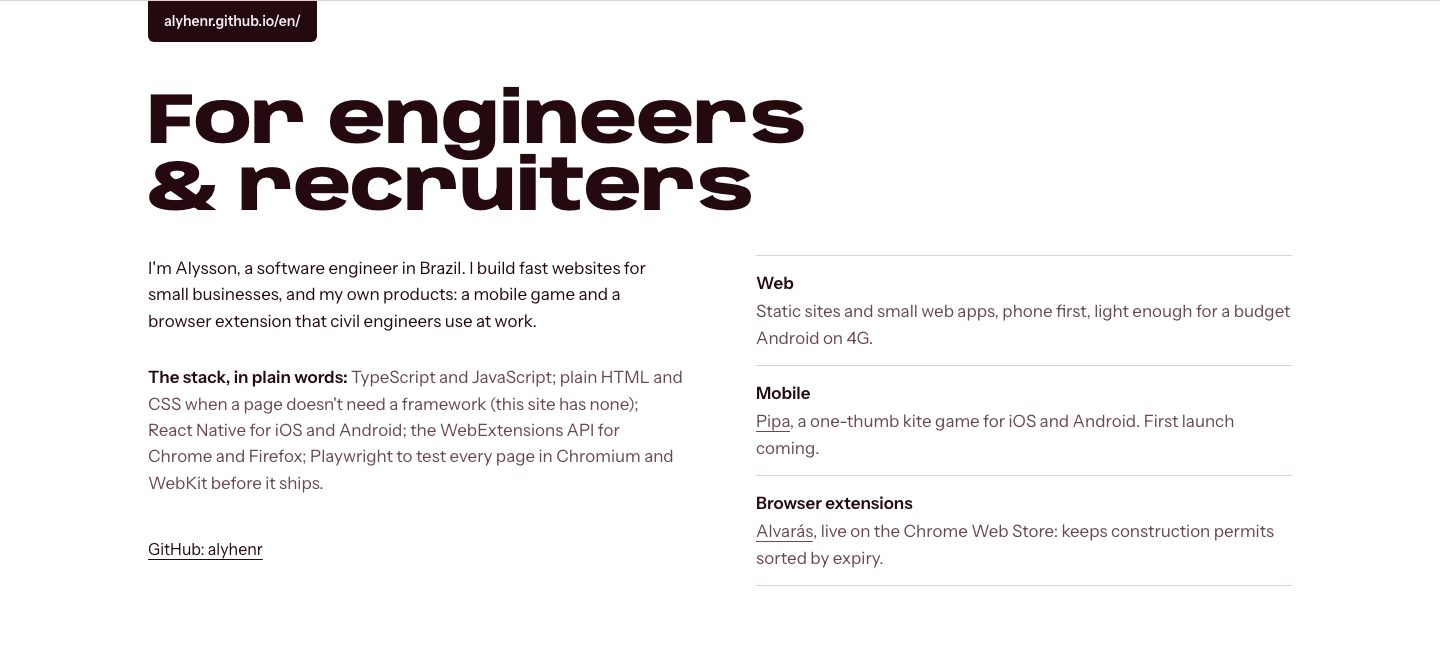 alyhenr.github.io/en/
For engineers
& recruiters
I'm Alysson, a software engineer in Brazil. I build fast websites for
small businesses, and my own products: a mobile game and a
browser extension that civil engineers use at work.
The stack, in plain words: TypeScript and JavaScript; plain HTML and
CSS when a page doesn't need a framework (this site has none);
React Native for iOS and Android; the WebExtensions API for
Chrome and Firefox; Playwright to test every page in Chromium and
WebKit before it ships.
GitHub: alyhenr
Web
Static sites and small web apps, phone first, light enough for a budget
Android on 4G.
Mobile
Pipa, a one-thumb kite game for iOS and Android. First launch
coming.
Browser extensions
Alvarás, live on the Chrome Web Store: keeps construction permits
sorted by expiry.